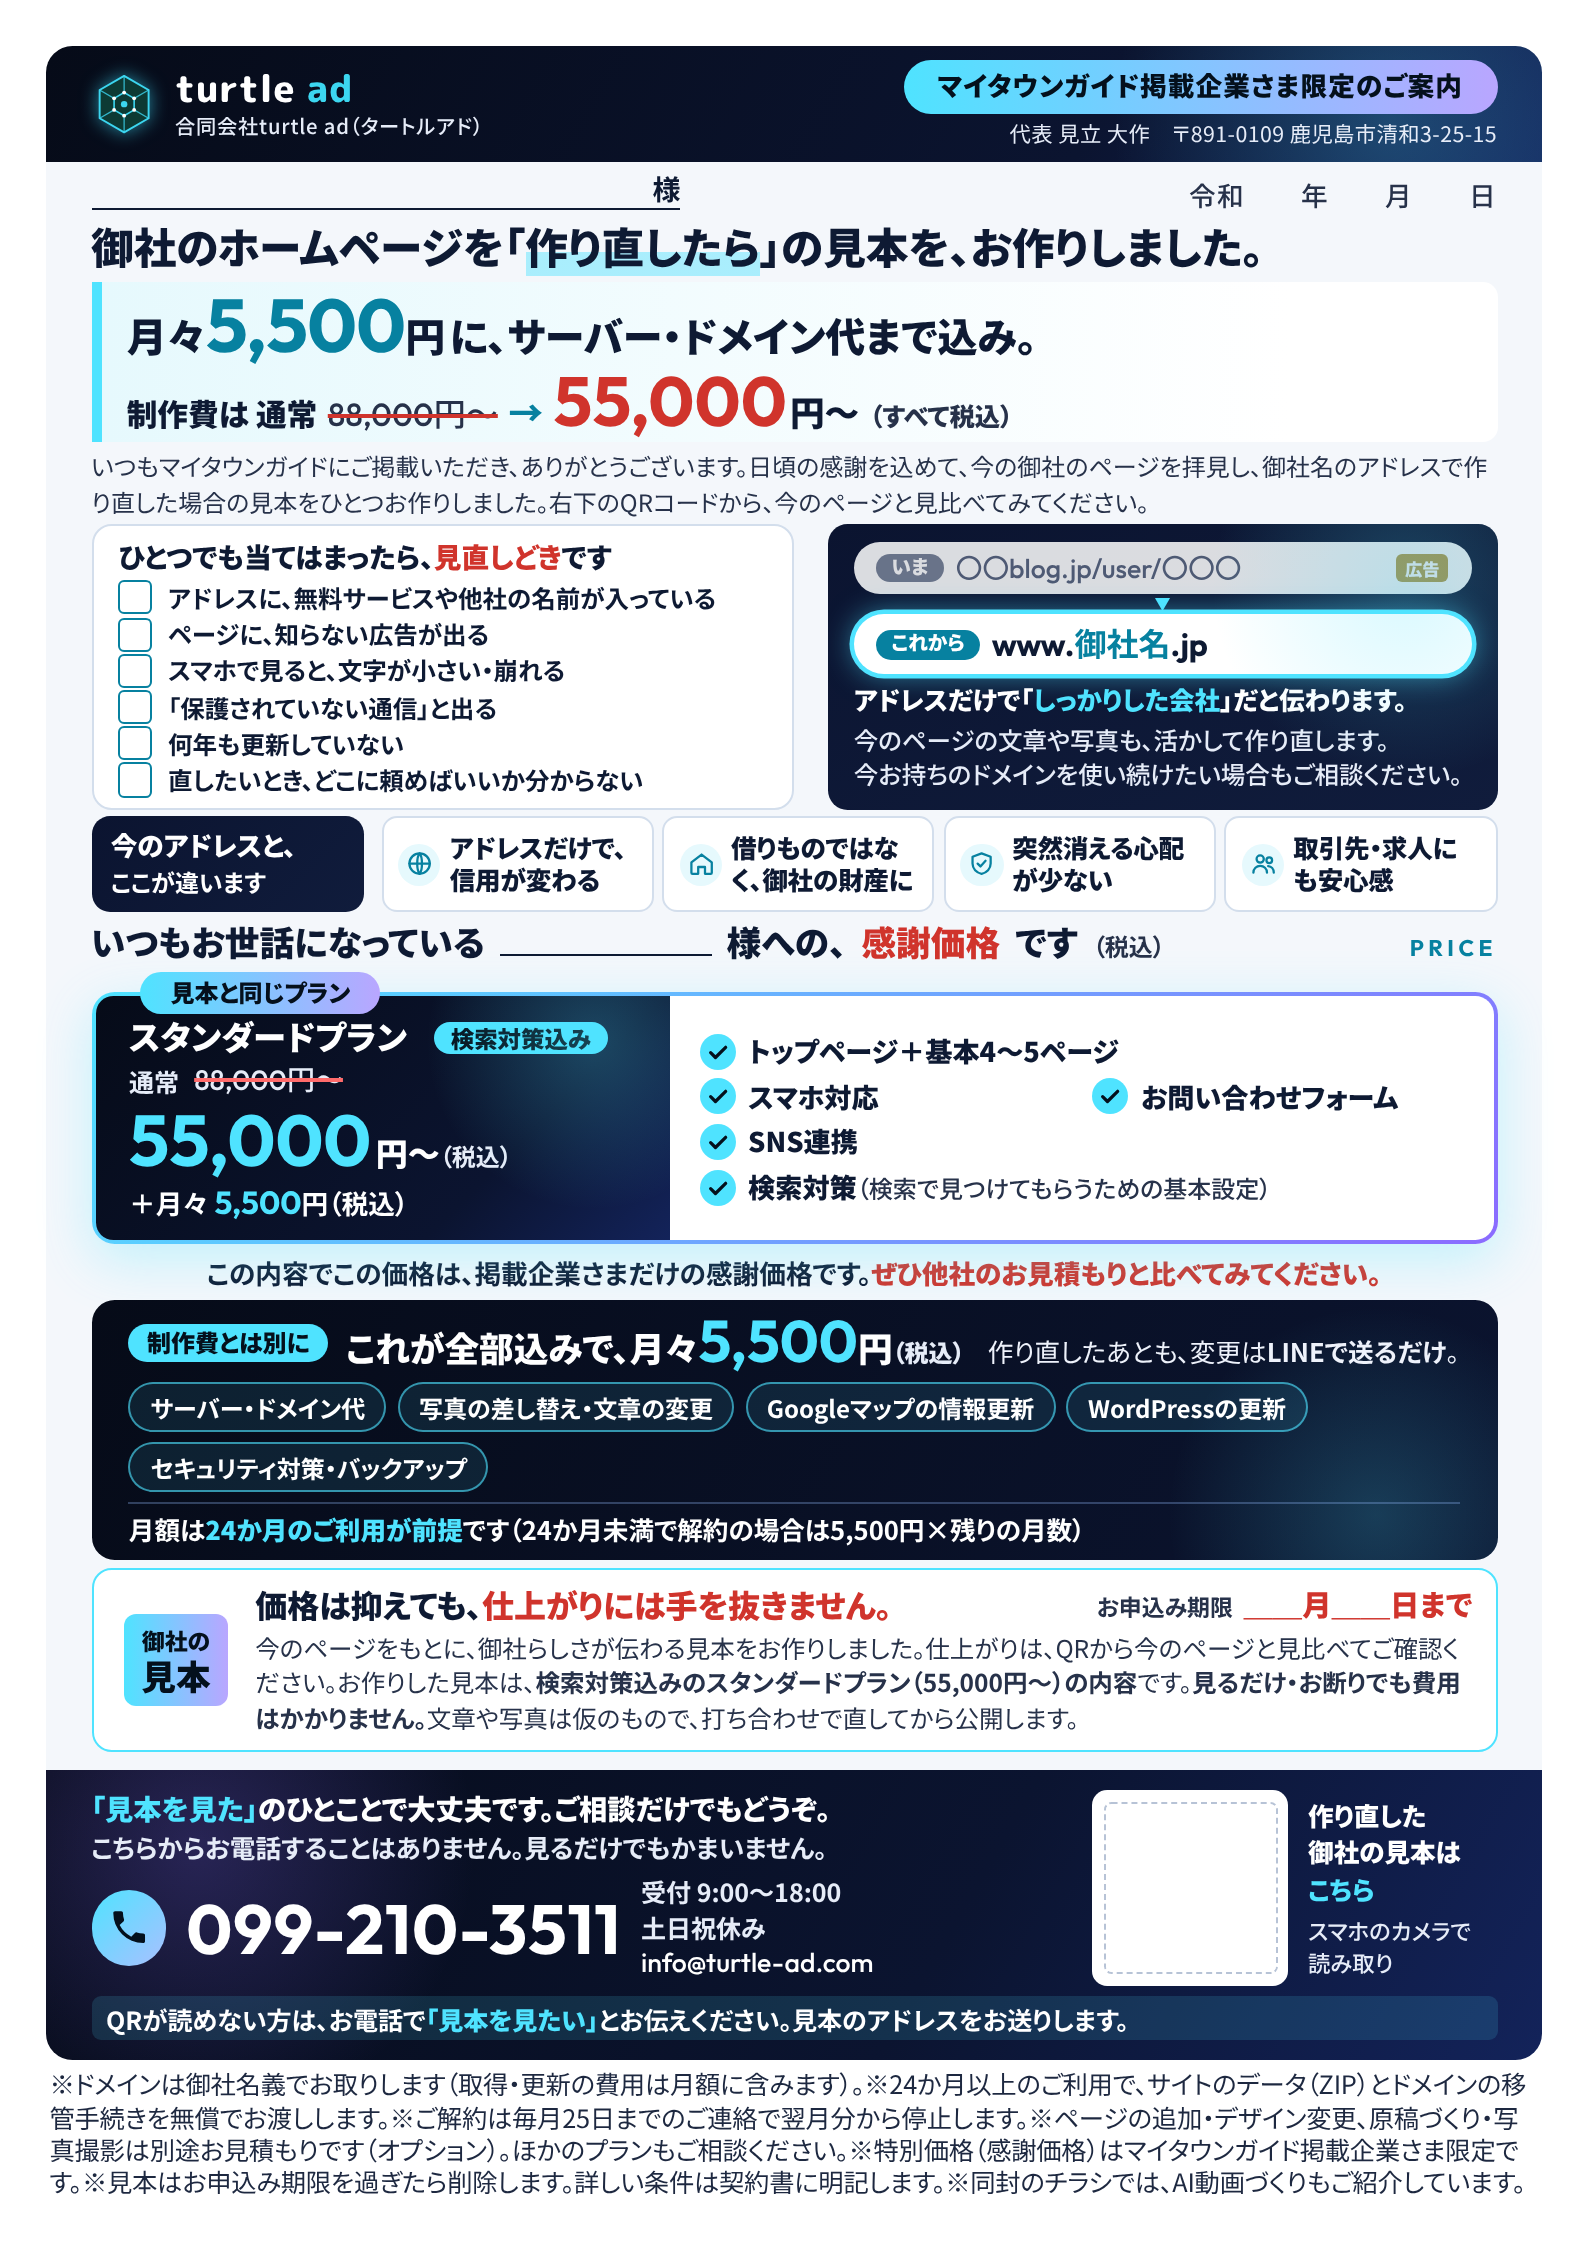 turtle ad
合同会社turtle ad（タートルアド）
マイタウンガイド掲載企業さま限定のご案内
代表 見立 大作　〒891-0109 鹿児島市清和3-25-15
様
令和　年　月　日
御社のホームページを「作り直したら」の見本を、お作りしました。
月々5,500円に、サーバー・ドメイン代まで込み。
制作費は 通常 88,000円〜 → 55,000円〜（すべて税込）
いつもマイタウンガイドにご掲載いただき、ありがとうございます。日頃の感謝を込めて、今の御社のページを拝見し、御社名のアドレスで作
り直した場合の見本をひとつお作りしました。右下のQRコードから、今のページと見比べてみてください。
ひとつでも当てはまったら、見直しどきです
アドレスに、無料サービスや他社の名前が入っている
ページに、知らない広告が出る
スマホで見ると、文字が小さい・崩れる
「保護されていない通信」と出る
何年も更新していない
直したいとき、どこに頼めばいいか分からない
いま 〇〇blog.jp/user/〇〇〇 広告
これから www.御社名.jp
アドレスだけで「しっかりした会社」だと伝わります。
今のページの文章や写真も、活かして作り直します。
今お持ちのドメインを使い続けたい場合もご相談ください。
今のアドレスと、
ここが違います
アドレスだけで、
信用が変わる
借りものではな
く、御社の財産に
突然消える心配
が少ない
取引先・求人に
も安心感
いつもお世話になっている ＿＿＿＿ 様への、感謝価格 です（税込）
PRICE
見本と同じプラン
スタンダードプラン 検索対策込み
通常 88,000円〜
55,000円〜（税込）
＋月々 5,500円（税込）
トップページ＋基本4〜5ページ
スマホ対応
お問い合わせフォーム
SNS連携
検索対策（検索で見つけてもらうための基本設定）
この内容でこの価格は、掲載企業さまだけの感謝価格です。ぜひ他社のお見積もりと比べてみてください。
制作費とは別に これが全部込みで、月々5,500円（税込） 作り直したあとも、変更はLINEで送るだけ。
サーバー・ドメイン代 写真の差し替え・文章の変更 Googleマップの情報更新 WordPressの更新
セキュリティ対策・バックアップ
月額は24か月のご利用が前提です（24か月未満で解約の場合は5,500円×残りの月数）
御社の
見本
価格は抑えても、仕上がりには手を抜きません。
お申込み期限 ____月____日まで
今のページをもとに、御社らしさが伝わる見本をお作りしました。仕上がりは、QRから今のページと見比べてご確認く
ださい。お作りした見本は、検索対策込みのスタンダードプラン（55,000円〜）の内容です。見るだけ・お断りでも費用
はかかりません。文章や写真は仮のもので、打ち合わせで直してから公開します。
「見本を見た」のひとことで大丈夫です。ご相談だけでもどうぞ。
こちらからお電話することはありません。見るだけでもかまいません。
099-210-3511
受付 9:00〜18:00
土日祝休み
info@turtle-ad.com
作り直した
御社の見本は
こちら
スマホのカメラで
読み取り
QRが読めない方は、お電話で「見本を見たい」とお伝えください。見本のアドレスをお送りします。
※ドメインは御社名義でお取りします（取得・更新の費用は月額に含みます）。※24か月以上のご利用で、サイトのデータ（ZIP）とドメインの移
管手続きを無償でお渡しします。※ご解約は毎月25日までのご連絡で翌月分から停止します。※ページの追加・デザイン変更、原稿づくり・写
真撮影は別途お見積もりです（オプション）。ほかのプランもご相談ください。※特別価格（感謝価格）はマイタウンガイド掲載企業さま限定で
す。※見本はお申込み期限を過ぎたら削除します。詳しい条件は契約書に明記します。※同封のチラシでは、AI動画づくりもご紹介しています。